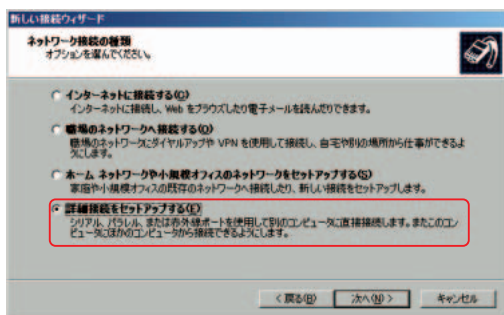 新しい接続ウィザード
ネットワーク接続の種類
オプションを選んでください。
インターネットに接続する(C)
インターネットに接続し、Web をブラウズしたり電子メールを読んだりできます。
職場のネットワークへ接続する(O)
職場のネットワークにダイヤルアップや VPN を使用して接続し、自宅や別の場所から仕事ができるよ
うにします。
ホーム ネットワークや小規模オフィスのネットワークをセットアップする(S)
家庭や小規模オフィスの既存のネットワークへ接続したり、新しい接続をセットアップします。
詳細接続をセットアップする(E)
シリアル、パラレル、または赤外線ポートを使用して別のコンピュータに直接接続します。またこのコン
ピュータにほかのコンピュータから接続できるようにします。
< 戻る(B)
次へ(N) >
キャンセル